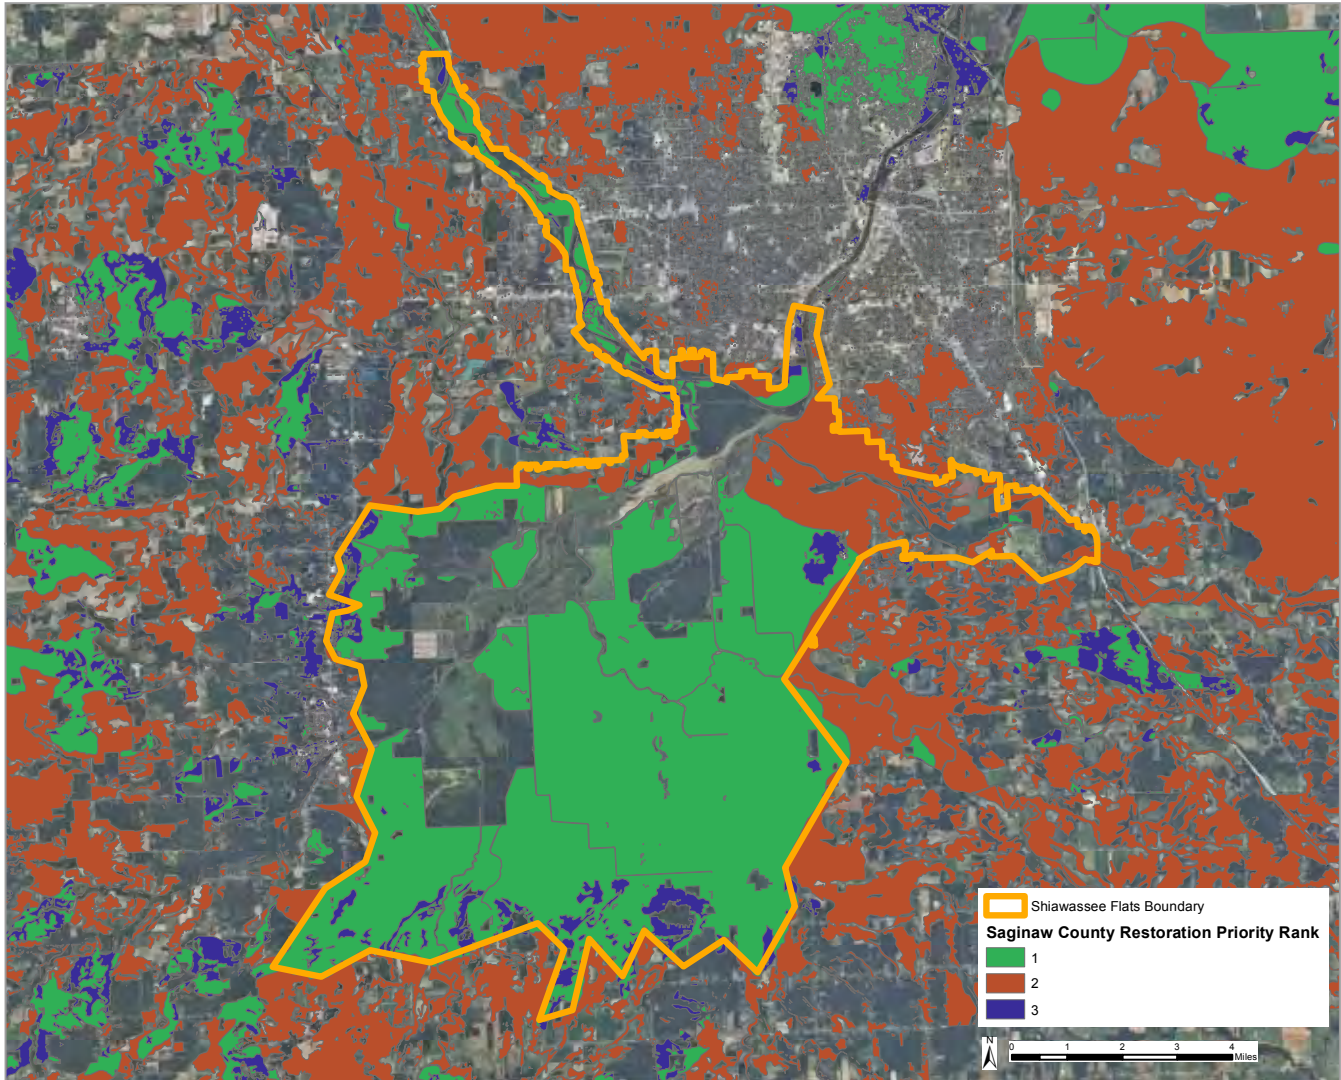 Shiawassee Flats Boundary
Saginaw County Restoration Priority Rank
1
2
3
N
0 1 2 3 4
Miles